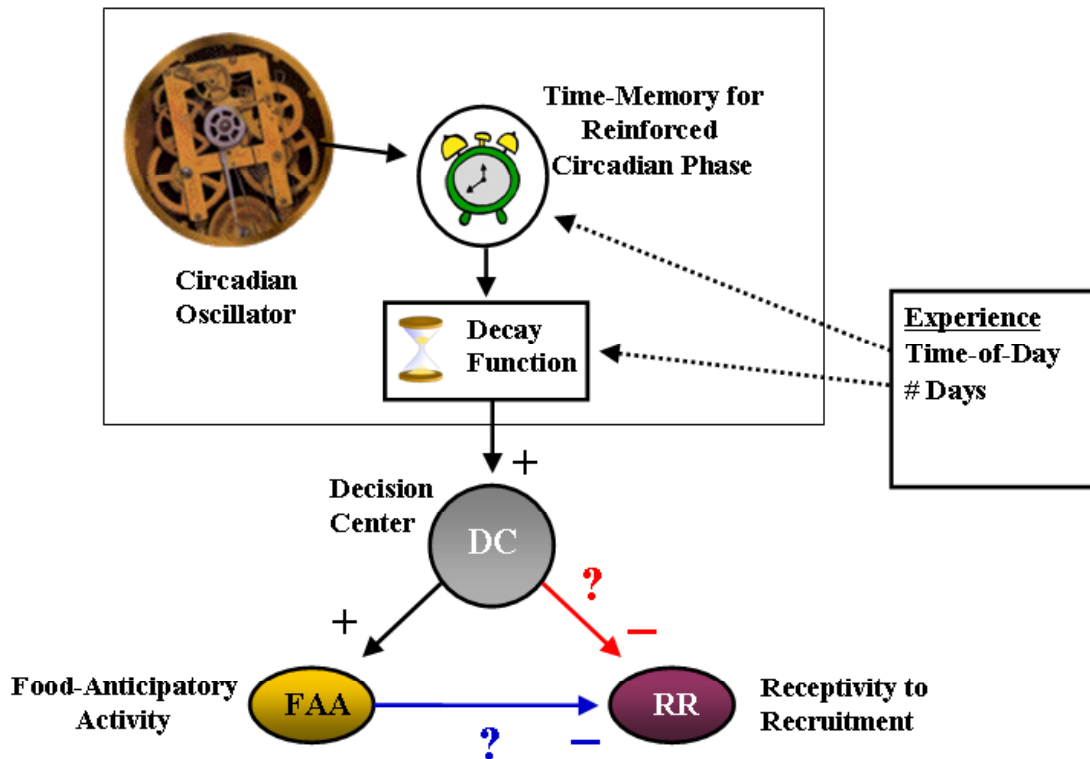 Time-Memory for
Reinforced
Circadian Phase
Circadian
Oscillator
Decay
Function
Experience
Time-of-Day
# Days
+
Decision
Center
DC
?
+
−
Food-Anticipatory
Activity
FAA
RR
Receptivity to
Recruitment
?
−